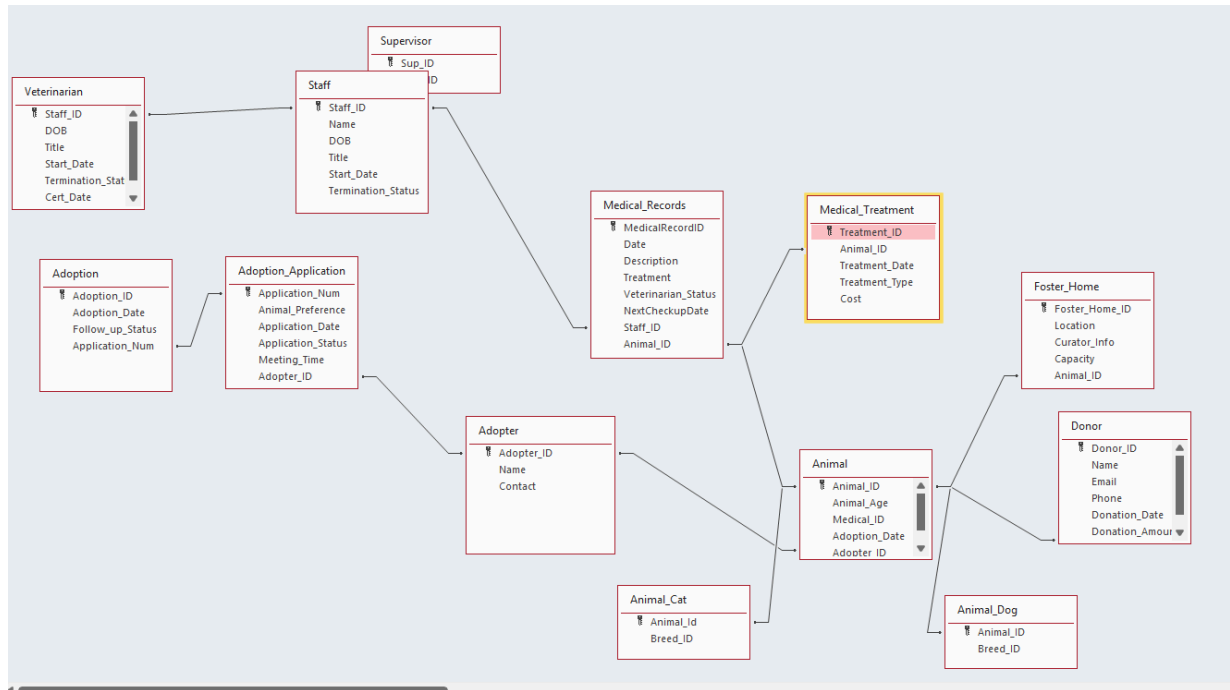 Supervisor
Sup_ID
ID
Veterinarian
Staff_ID
DOB
Title
Start_Date
Termination_Stat
Cert_Date
Staff
Staff_ID
Name
DOB
Title
Start_Date
Termination_Status
Medical_Records
MedicalRecordID
Date
Description
Treatment
Veterinarian_Status
NextCheckupDate
Staff_ID
Animal_ID
Medical_Treatment
Treatment_ID
Animal_ID
Treatment_Date
Treatment_Type
Cost
Adoption
Adoption_ID
Adoption_Date
Follow_up_Status
Application_Num
Adoption_Application
Application_Num
Animal_Preference
Application_Date
Application_Status
Meeting_Time
Adopter_ID
Foster_Home
Foster_Home_ID
Location
Curator_Info
Capacity
Animal_ID
Adopter
Adopter_ID
Name
Contact
Animal
Animal_ID
Animal_Age
Medical_ID
Adoption_Date
Adopter_ID
Donor
Donor_ID
Name
Email
Phone
Donation_Date
Donation_Amour
Animal_Cat
Animal_Id
Breed_ID
Animal_Dog
Animal_ID
Breed_ID